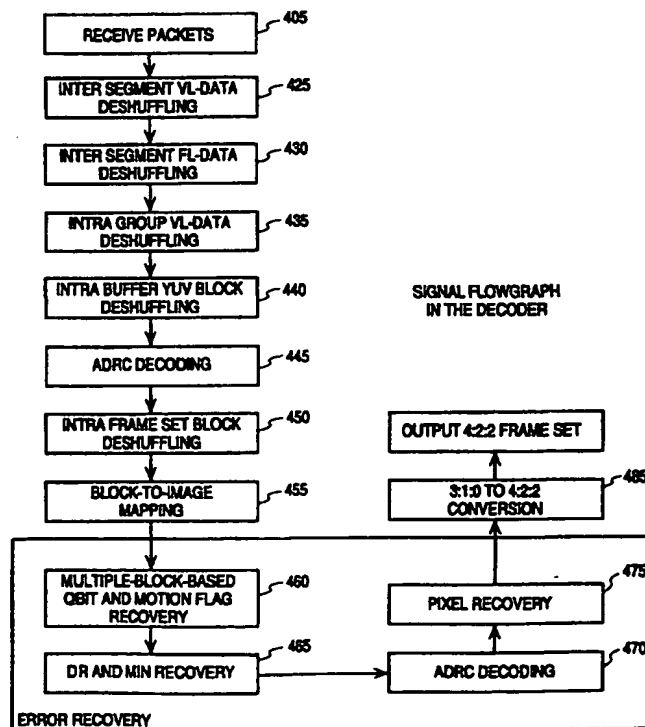 RECEIVE PACKETS
405
INTER SEGMENT VL-DATA
DESHUFFLING
425
INTER SEGMENT FL-DATA
DESHUFFLING
430
INTRA GROUP VL-DATA
DESHUFFLING
435
INTRA BUFFER YUV BLOCK
DESHUFFLING
440
ADRC DECODING
445
INTRA FRAME SET BLOCK
DESHUFFLING
450
BLOCK-TO-IMAGE
MAPPING
455
MULTIPLE-BLOCK-BASED
QBIT AND MOTION FLAG
RECOVERY
460
DR AND MIN RECOVERY
465
SIGNAL FLOWGRAPH
IN THE DECODER
OUTPUT 4:2:2 FRAME SET
3:1:0 TO 4:2:2
CONVERSION
485
PIXEL RECOVERY
475
ADRC DECODING
470
ERROR RECOVERY